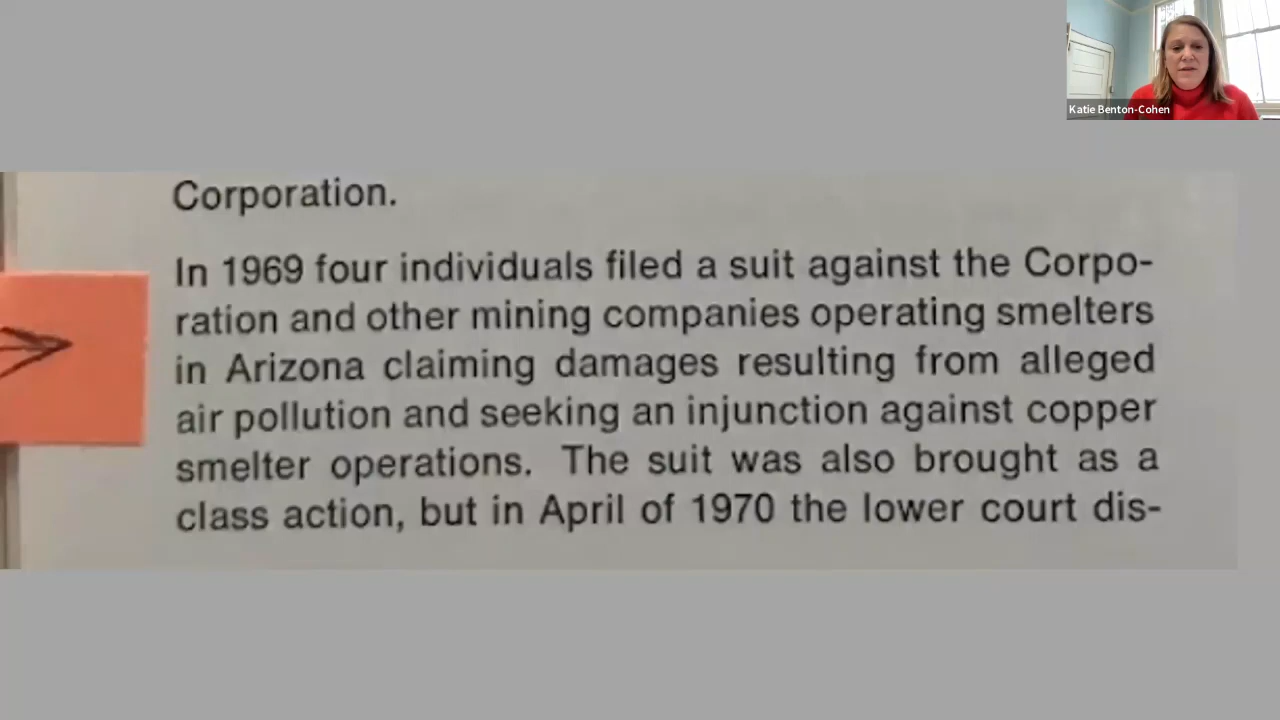 Katie Benton-Cohen
Corporation.
In 1969 four individuals filed a suit against the Corpo-
ration and other mining companies operating smelters
in Arizona claiming damages resulting from alleged
air pollution and seeking an injunction against copper
smelter operations. The suit was also brought as a
class action, but in April of 1970 the lower court dis-